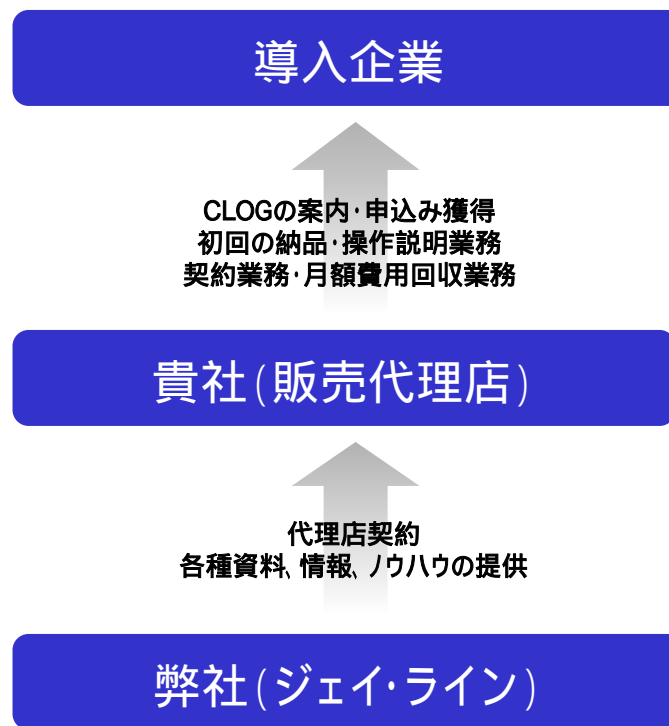 導入企業
CLOGの案内・申込み獲得
初回の納品・操作説明業務
契約業務・月額費用回収業務
貴社(販売代理店)
代理店契約
各種資料、情報、ノウハウの提供
弊社(ジェイ・ライン)